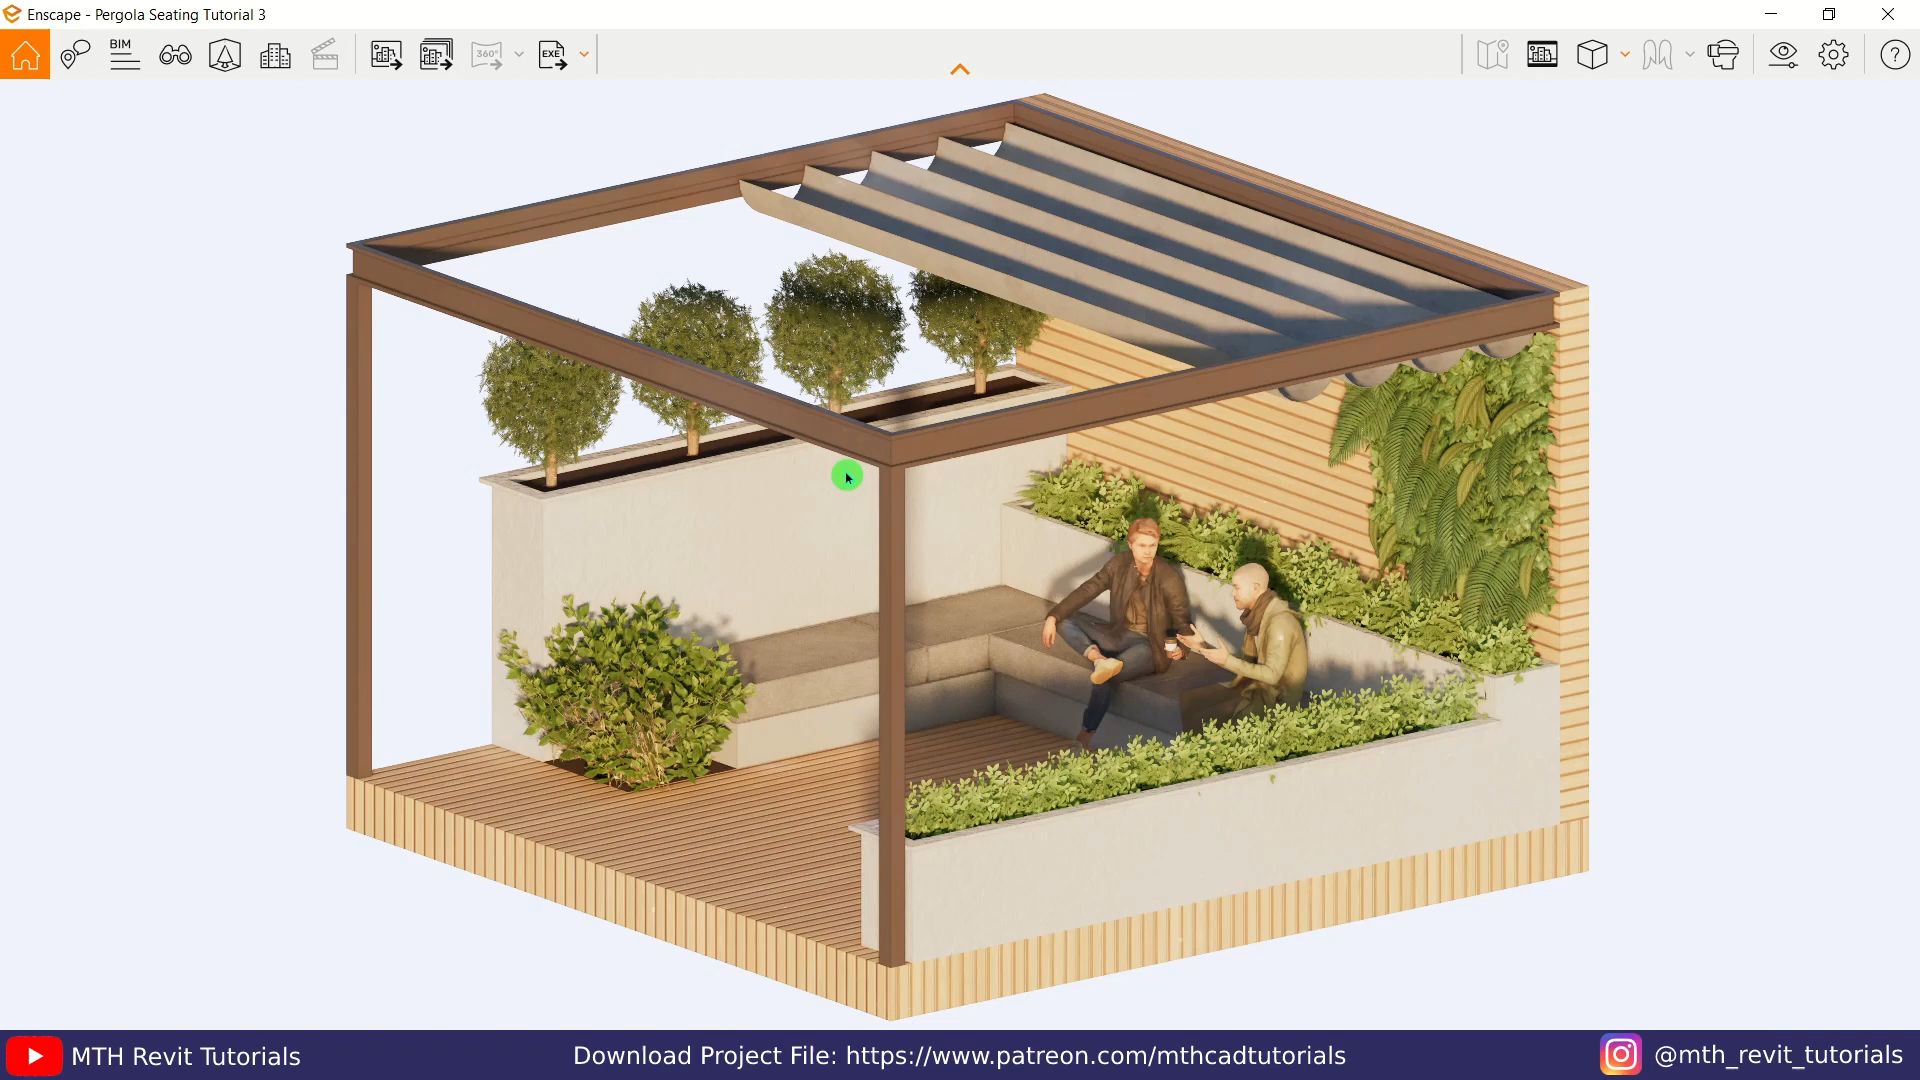 Enscape - Pergola Seating Tutorial 3
BIM
360°
EXE
?
MTH Revit Tutorials
Download Project File: https://www.patreon.com/mthcadtutorials
@mth_revit_tutorials